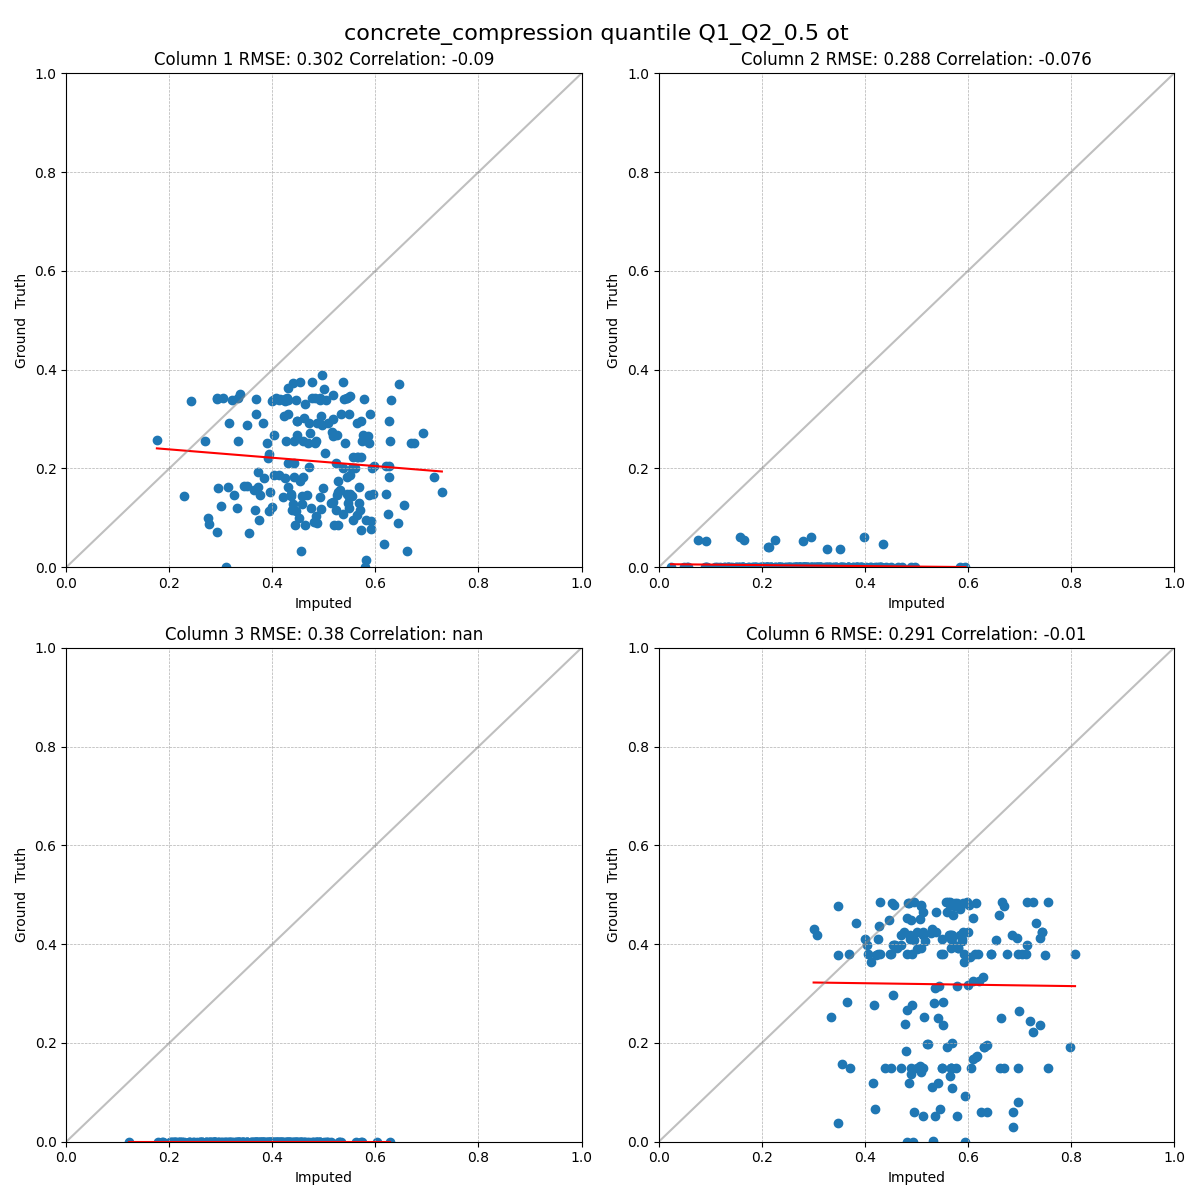 concrete_compression quantile Q1_Q2_0.5 ot
Column 1 RMSE: 0.302 Correlation: -0.09
Column 2 RMSE: 0.288 Correlation: -0.076
1.0
0.8
0.6
0.4
0.2
0.0
Ground Truth
0.0 0.2 0.4 0.6 0.8 1.0
Imputed
1.0
0.8
0.6
0.4
0.2
0.0
Ground Truth
0.0 0.2 0.4 0.6 0.8 1.0
Imputed
Column 3 RMSE: 0.38 Correlation: nan
Column 6 RMSE: 0.291 Correlation: -0.01
1.0
0.8
0.6
0.4
0.2
0.0
Ground Truth
0.0 0.2 0.4 0.6 0.8 1.0
Imputed
1.0
0.8
0.6
0.4
0.2
0.0
Ground Truth
0.0 0.2 0.4 0.6 0.8 1.0
Imputed